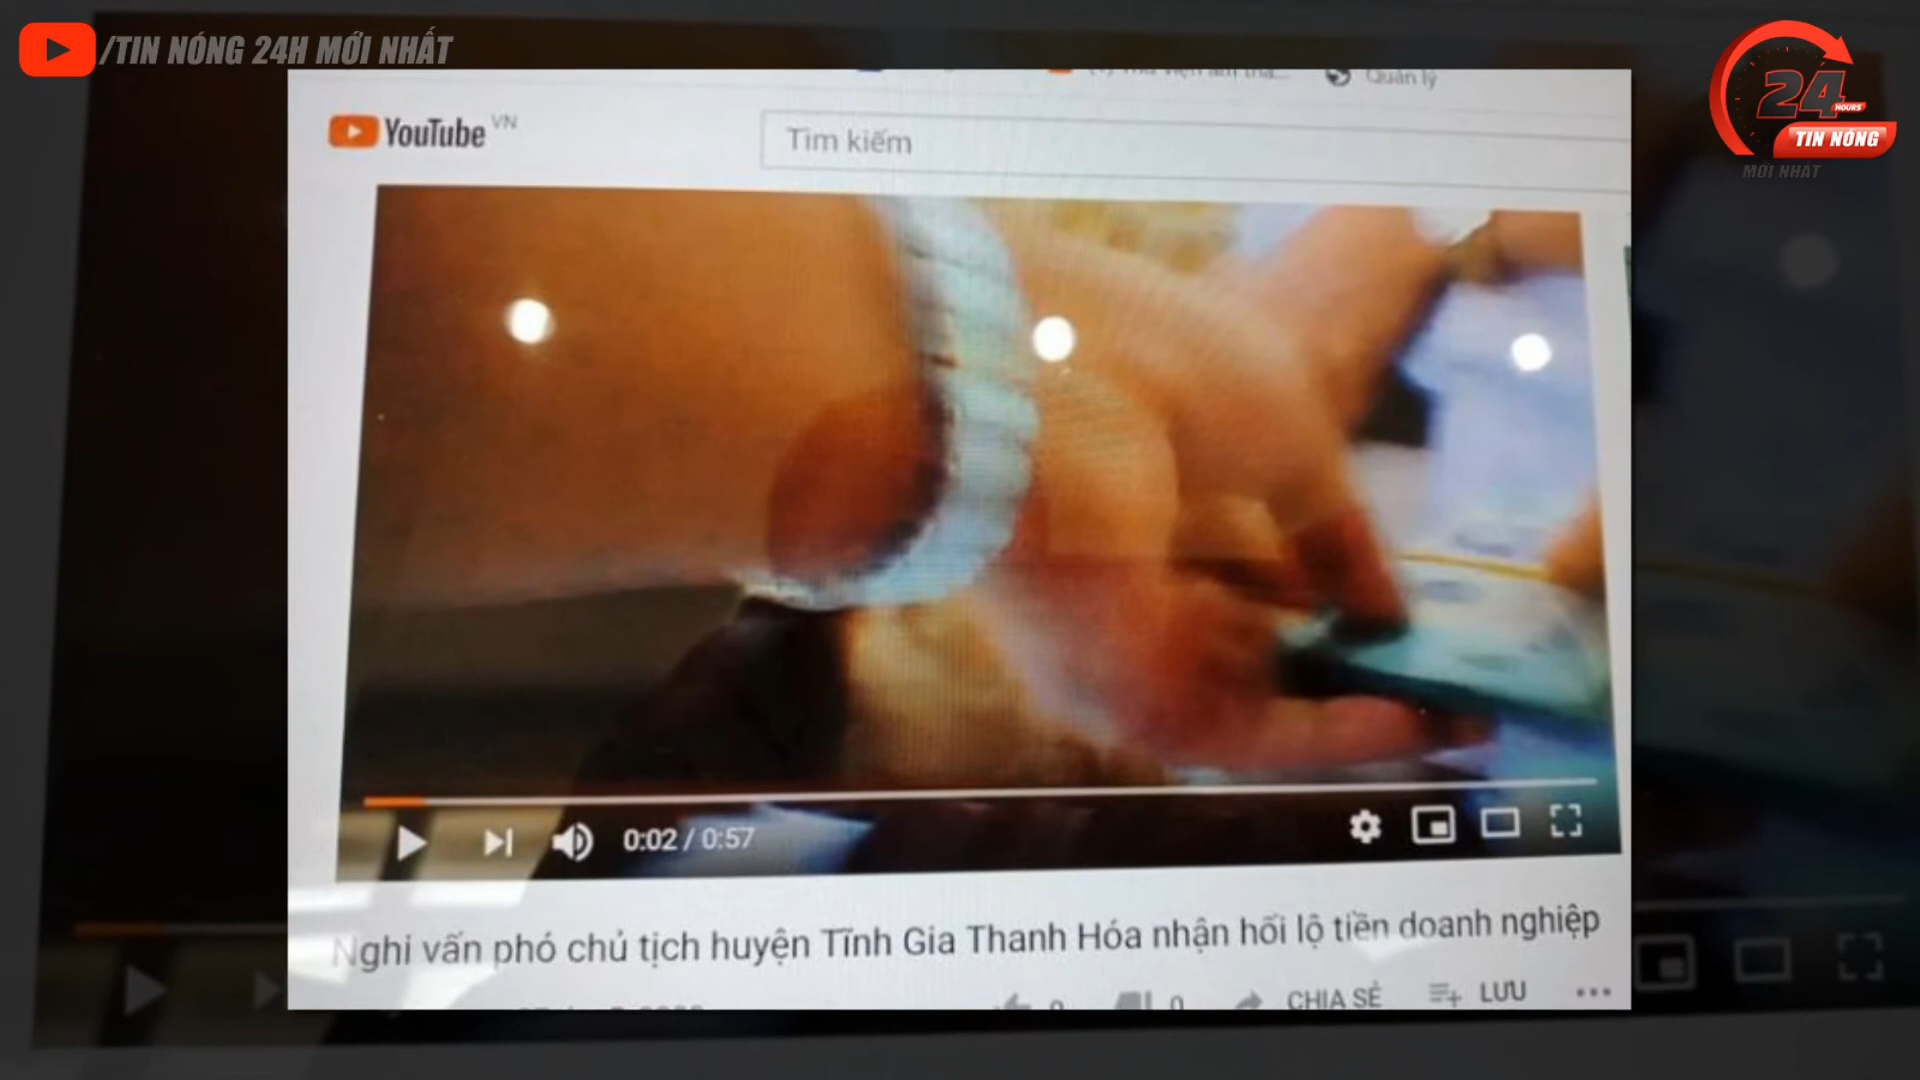 /TIN NÓNG 24H MỚI NHẤT
Quản lý
24
HOURS
TIN NÓNG
MỚI NHẤT
YouTube VN
Tìm kiếm
0:02 / 0:57
Nghi vấn phó chủ tịch huyện Tĩnh Gia Thanh Hóa nhận hối lộ tiền doanh nghiệp
0
0
CHIA SẺ
LƯU